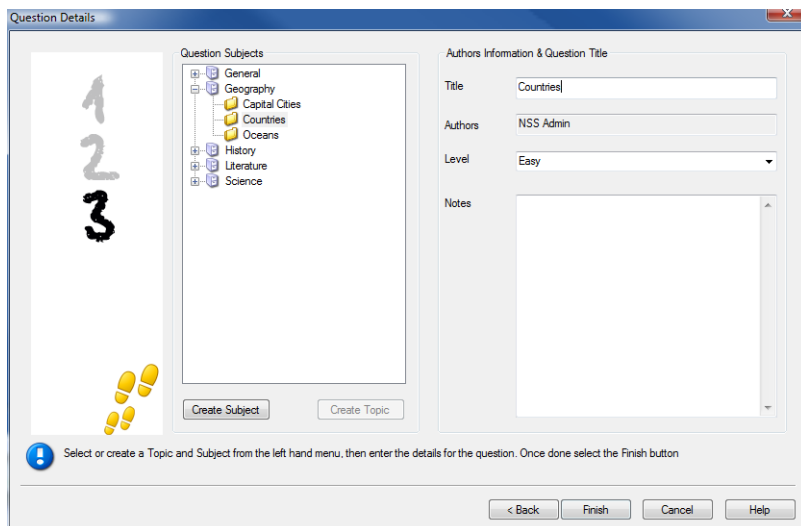 Question Details
1
2
3
Question Subjects
General
Geography
Capital Cities
Countries
Oceans
History
Literature
Science
Create Subject
Create Topic
Authors Information & Question Title
Title
Countries
Authors
NSS Admin
Level
Easy
Notes
Select or create a Topic and Subject from the left hand menu, then enter the details for the question. Once done select the Finish button
< Back
Finish
Cancel
Help